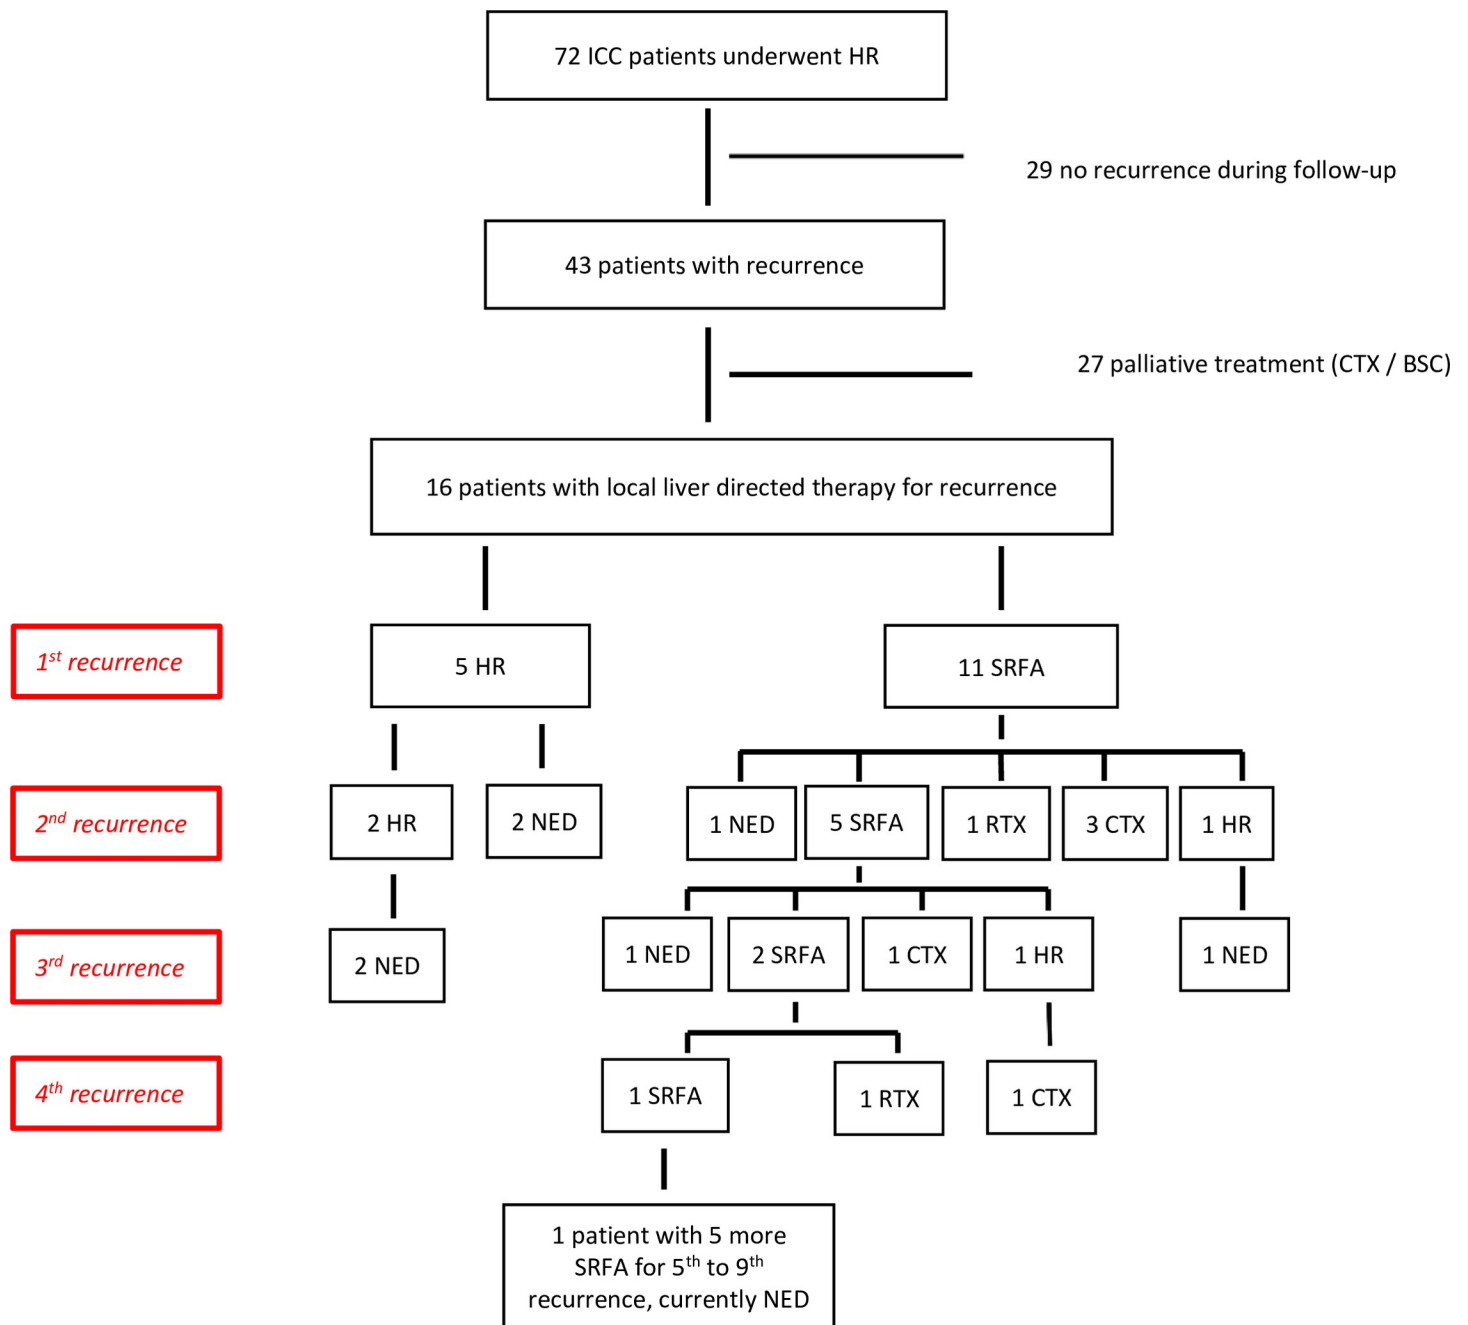 72 ICC patients underwent HR
29 no recurrence during follow-up
43 patients with recurrence
27 palliative treatment (CTX / BSC)
16 patients with local liver directed therapy for recurrence
1st recurrence
5 HR
11 SRFA
2nd recurrence
2 HR
2 NED
1 NED
5 SRFA
1 RTX
3 CTX
1 HR
3rd recurrence
2 NED
1 NED
2 SRFA
1 CTX
1 HR
1 NED
4th recurrence
1 SRFA
1 RTX
1 CTX
1 patient with 5 more
SRFA for 5th to 9th
recurrence, currently NED